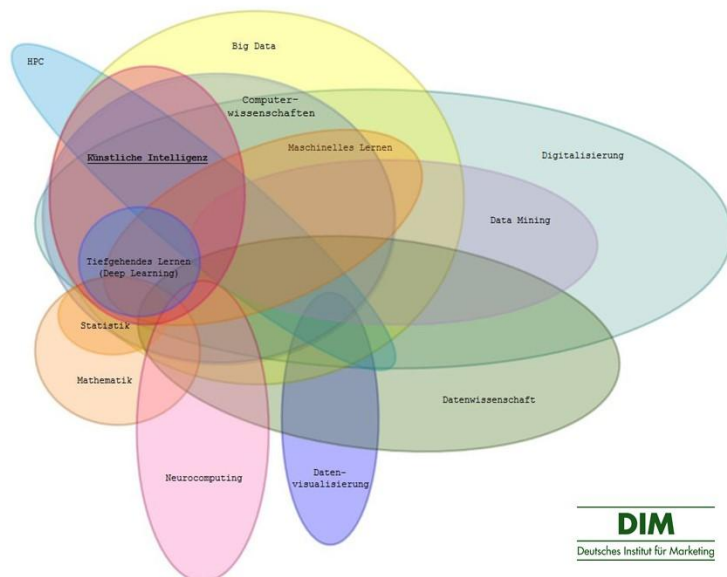 Big Data
HPC
Computer-
wissenschaften
Maschinelles Lernen
Künstliche Intelligenz
Digitalisierung
Data Mining
Tiefgehendes Lernen
(Deep Learning)
Statistik
Mathematik
Datenwissenschaft
Neurocomputing
Daten-
visualisierung
DIM
Deutsches Institut für Marketing